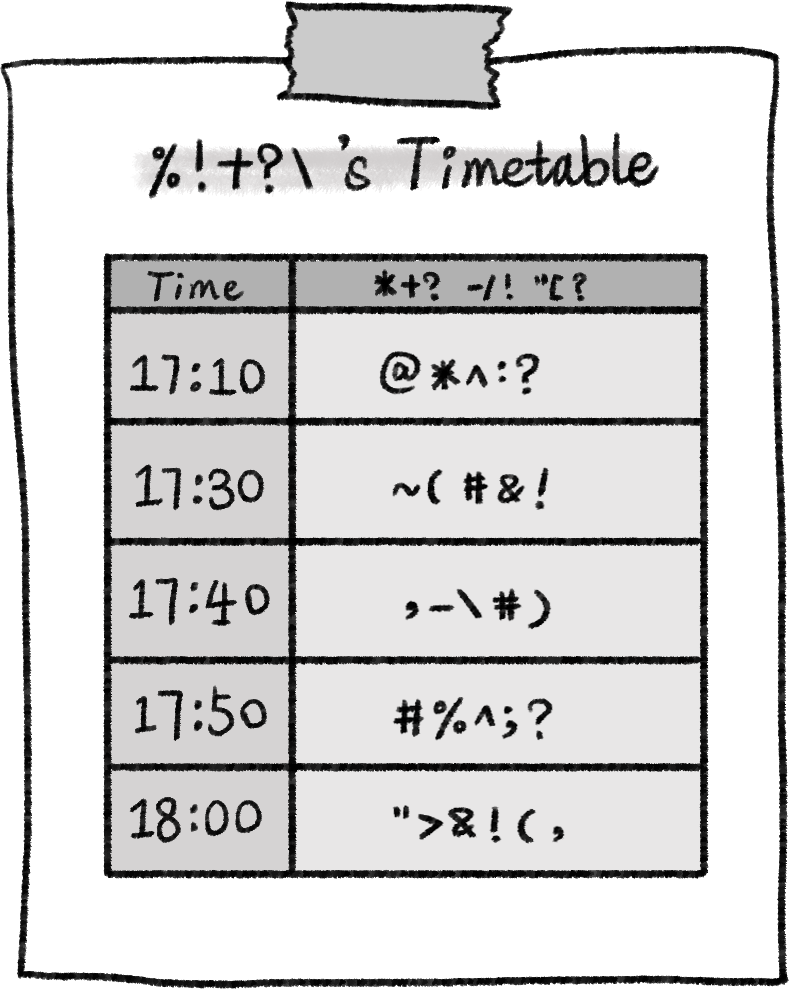 %!+?\'s Timetable
Time *+? -/! "[?
17:10 @*^:?
17:30 ~( #&!
17:40 ,-\#)
17:50 #%^;?
18:00 ">&!(,